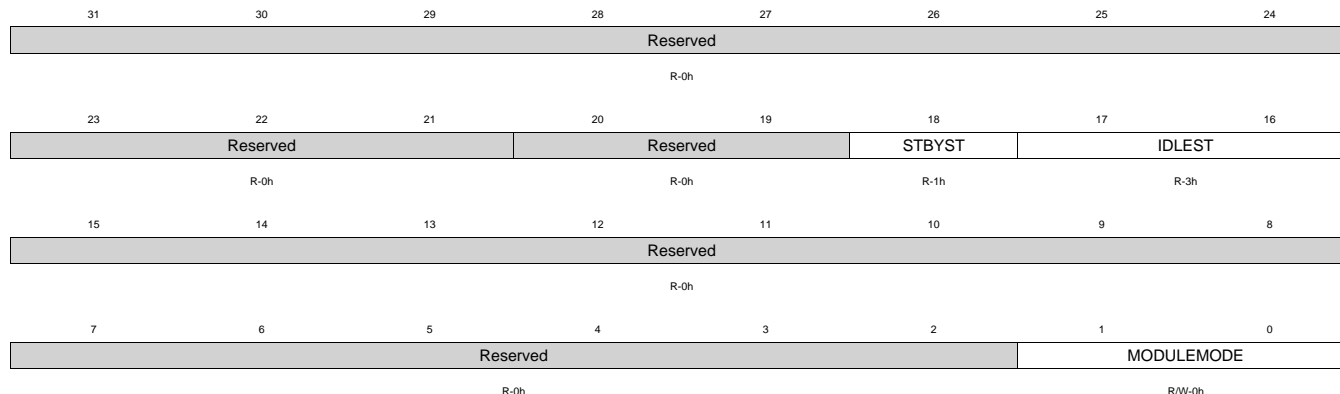 31 30 29 28 27 26 25 24
Reserved
R-0h
23 22 21 20 19 18 17 16
Reserved Reserved STBYST IDLEST
R-0h R-0h R-1h R-3h
15 14 13 12 11 10 9 8
Reserved
R-0h
7 6 5 4 3 2 1 0
Reserved MODULEMODE
R-0h R/W-0h